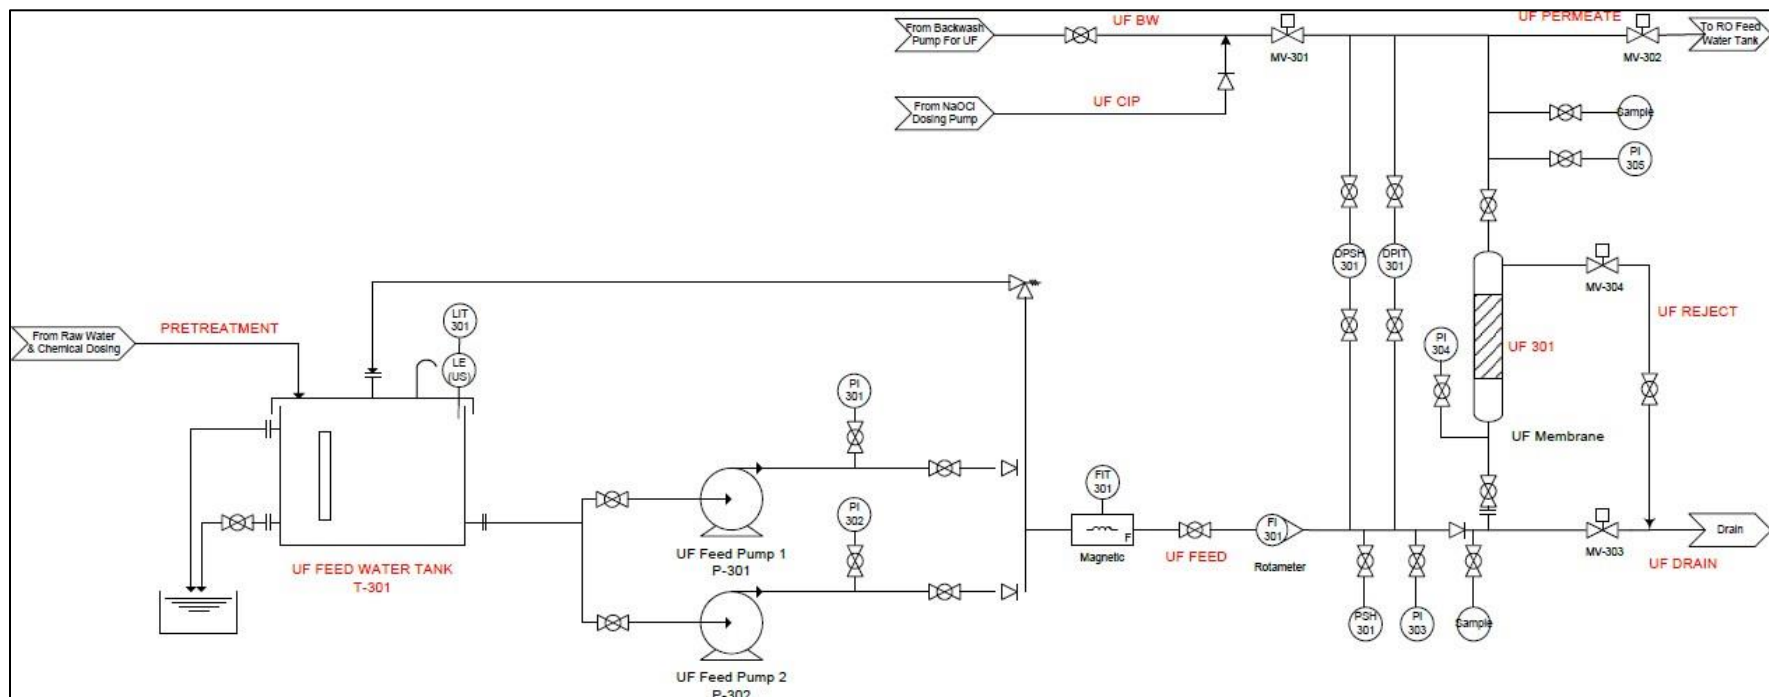 From Backwash
Pump For UF
UF BW
MV-301
UF PERMEATE
MV-302
To RO Feed
Water Tank
From NaOCl
Dosing Pump
UF CIP
Sample
PI
305
DPSH
301
DPIT
301
MV-304
UF REJECT
From Raw Water
& Chemical Dosing
PRETREATMENT
LIT
301
LE
(US)
PI
304
UF 301
UF Membrane
PI
301
UF Feed Pump 1
P-301
PI
302
FIT
301
F
Magnetic
UF FEED
FI
301
Rotameter
MV-303
UF DRAIN
Drain
UF FEED WATER TANK
T-301
PSH
301
PI
303
Sample
UF Feed Pump 2
P-302